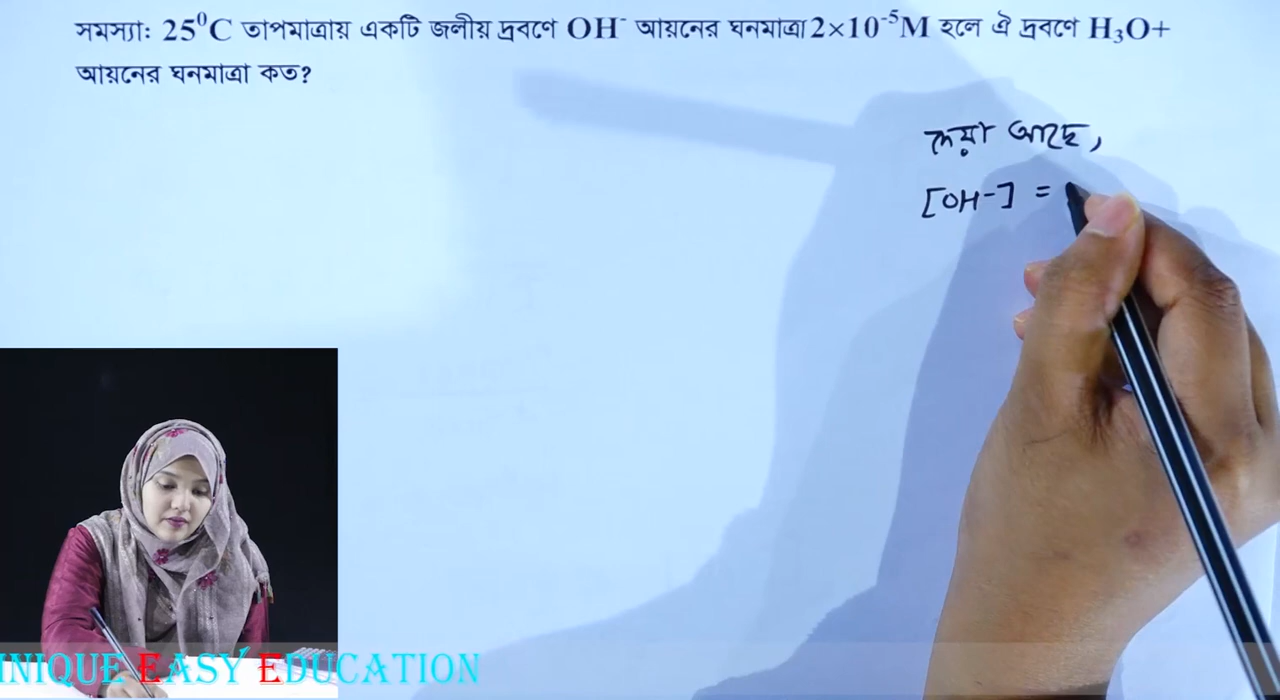 সমস্যা: 25⁰C তাপমাত্রায় একটি জলীয় দ্রবণে OH⁻ আয়নের ঘনমাত্রা 2×10⁻⁵M হলে ঐ দ্রবণে H₃O+
আয়নের ঘনমাত্রা কত?
দেয়া আছে,
[OH-] =
INIQUE EASY EDUCATION